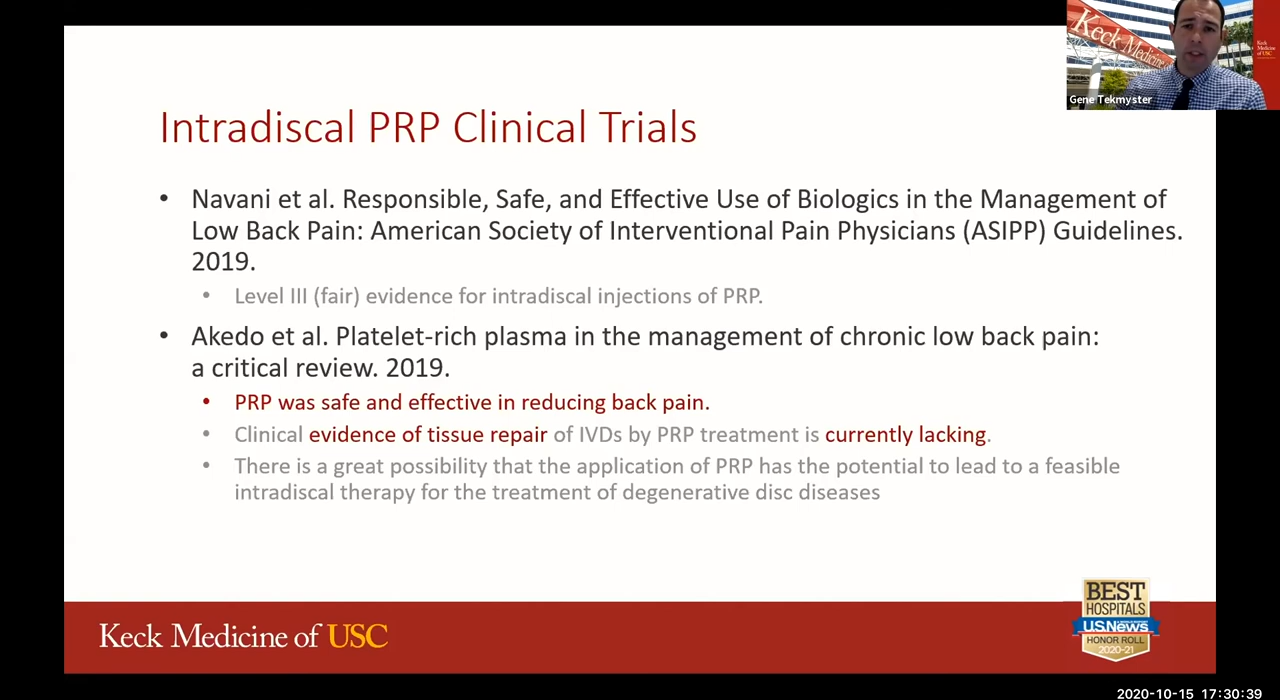 Keck Medicine
Keck
Medicine
of USC
Gene Tekmyster
Intradiscal PRP Clinical Trials
• Navani et al. Responsible, Safe, and Effective Use of Biologics in the Management of
Low Back Pain: American Society of Interventional Pain Physicians (ASIPP) Guidelines.
2019.
• Level III (fair) evidence for intradiscal injections of PRP.
• Akedo et al. Platelet-rich plasma in the management of chronic low back pain:
a critical review. 2019.
• PRP was safe and effective in reducing back pain.
• Clinical evidence of tissue repair of IVDs by PRP treatment is currently lacking.
• There is a great possibility that the application of PRP has the potential to lead to a feasible
intradiscal therapy for the treatment of degenerative disc diseases
Keck Medicine of USC
BEST
HOSPITALS
U.S.News
HONOR ROLL
2020-21
2020-10-15 17:30:39